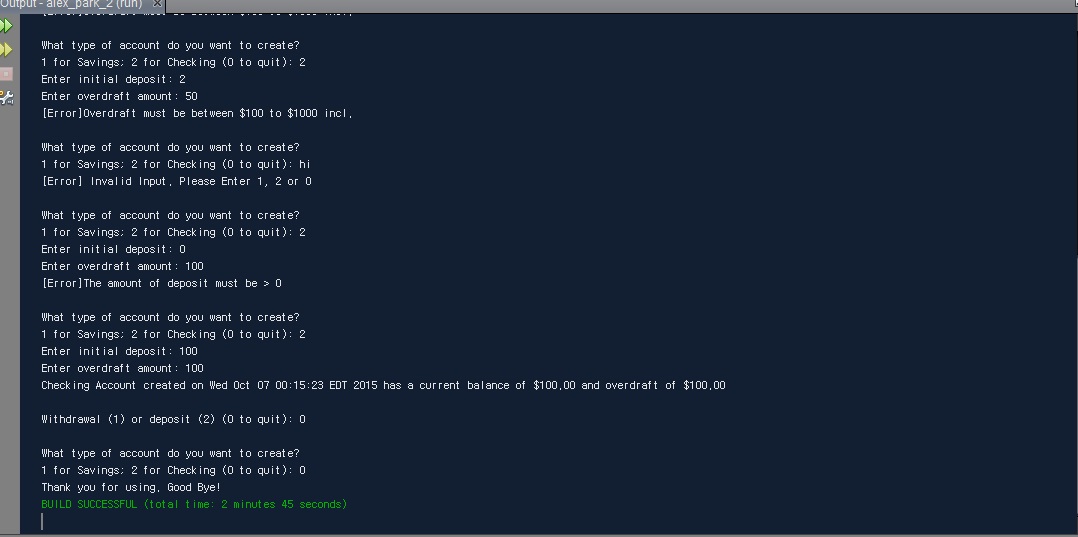 Output - alex_park_2 (run)
[Error]Overdraft must be between $100 to $1000 incl.
What type of account do you want to create?
1 for Savings; 2 for Checking (0 to quit): 2
Enter initial deposit: 2
Enter overdraft amount: 50
[Error]Overdraft must be between $100 to $1000 incl.
What type of account do you want to create?
1 for Savings; 2 for Checking (0 to quit): hi
[Error] Invalid Input. Please Enter 1, 2 or 0
What type of account do you want to create?
1 for Savings; 2 for Checking (0 to quit): 2
Enter initial deposit: 0
Enter overdraft amount: 100
[Error]The amount of deposit must be > 0
What type of account do you want to create?
1 for Savings; 2 for Checking (0 to quit): 2
Enter initial deposit: 100
Enter overdraft amount: 100
Checking Account created on Wed Oct 07 00:15:23 EDT 2015 has a current balance of $100.00 and overdraft of $100.00
Withdrawal (1) or deposit (2) (0 to quit): 0
What type of account do you want to create?
1 for Savings; 2 for Checking (0 to quit): 0
Thank you for using. Good Bye!
BUILD SUCCESSFUL (total time: 2 minutes 45 seconds)